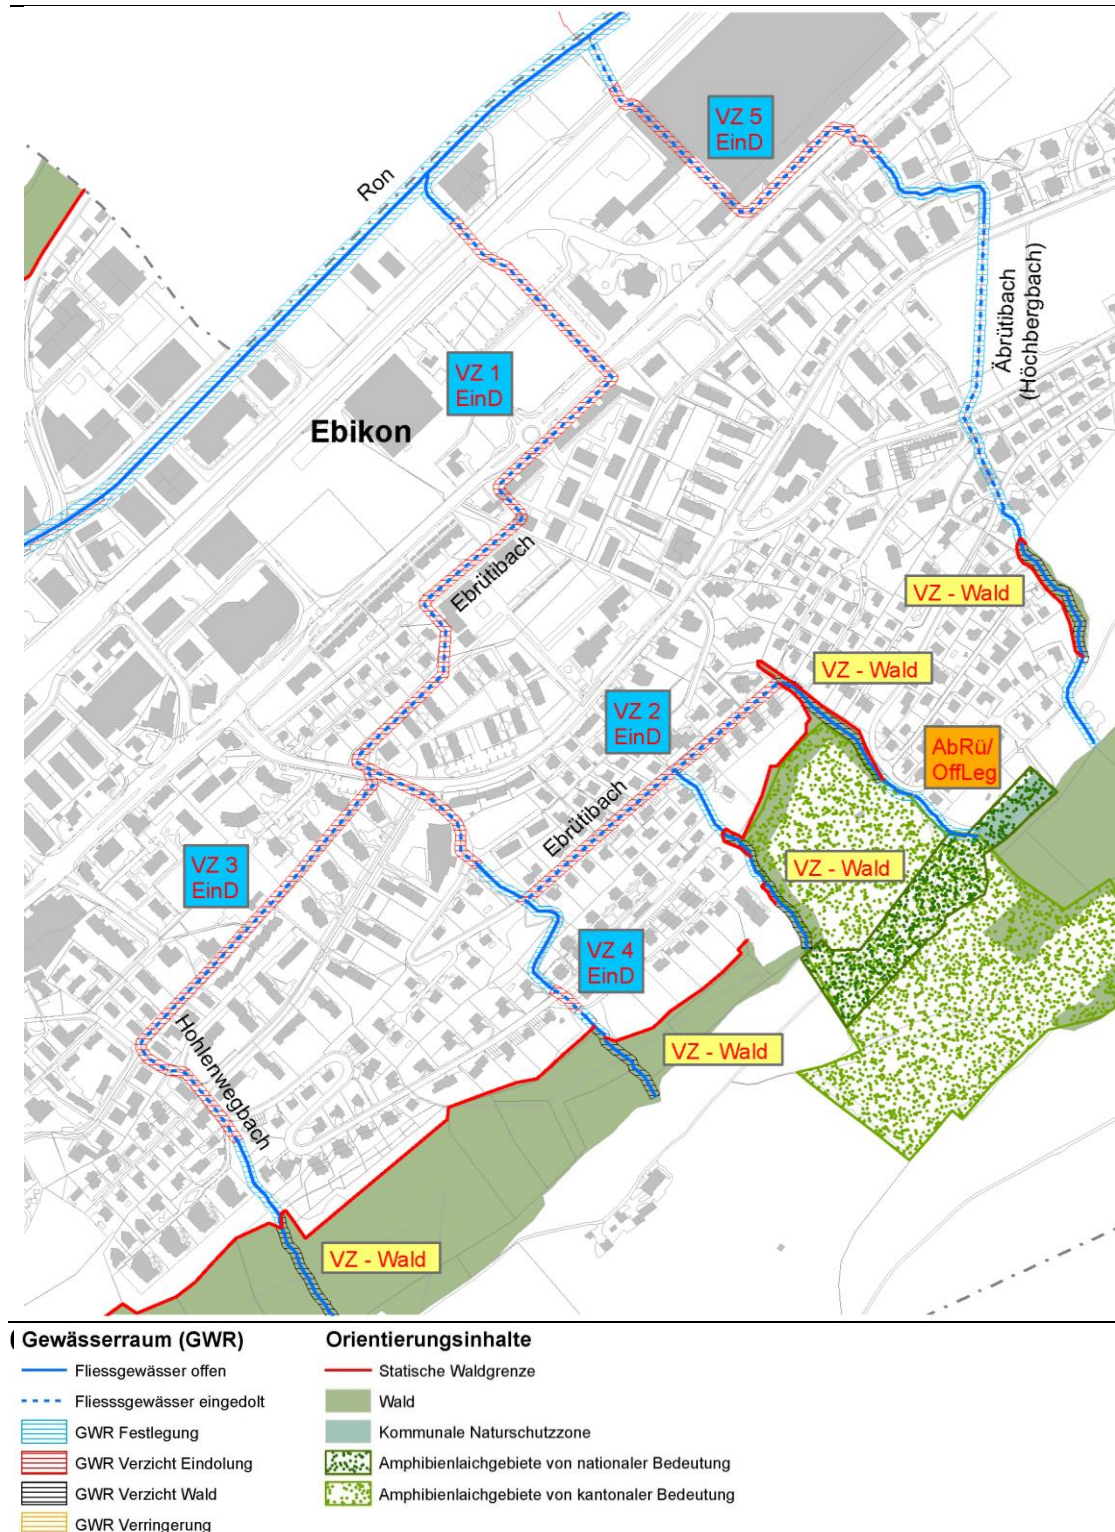 VZ 5
EinD
Ron
Äbrütibach
(Höchbergbach)
VZ 1
EinD
Ebikon
Ebrütibach
VZ - Wald
VZ - Wald
VZ 2
EinD
AbRü/
OffLeg
Ebrütibach
VZ 3
EinD
VZ - Wald
VZ 4
EinD
Hohlenwegbach
VZ - Wald
VZ - Wald
Gewässerraum (GWR)
Fliessgewässer offen
Fliesssgewässer eingedolt
GWR Festlegung
GWR Verzicht Eindolung
GWR Verzicht Wald
GWR Verringerung
Orientierungsinhalte
Statische Waldgrenze
Wald
Kommunale Naturschutzzone
Amphibienlaichgebiete von nationaler Bedeutung
Amphibienlaichgebiete von kantonaler Bedeutung